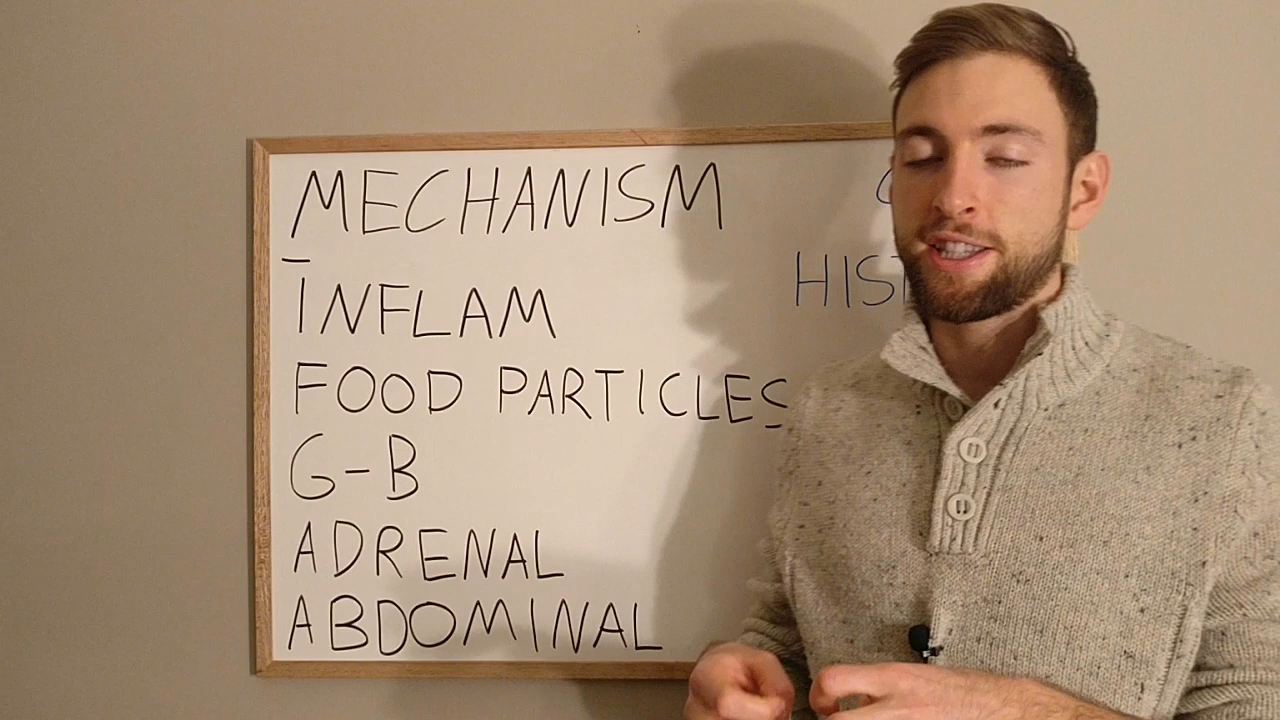 MECHANISM
INFLAM
FOOD PARTICLES
G-B
ADRENAL
ABDOMINAL